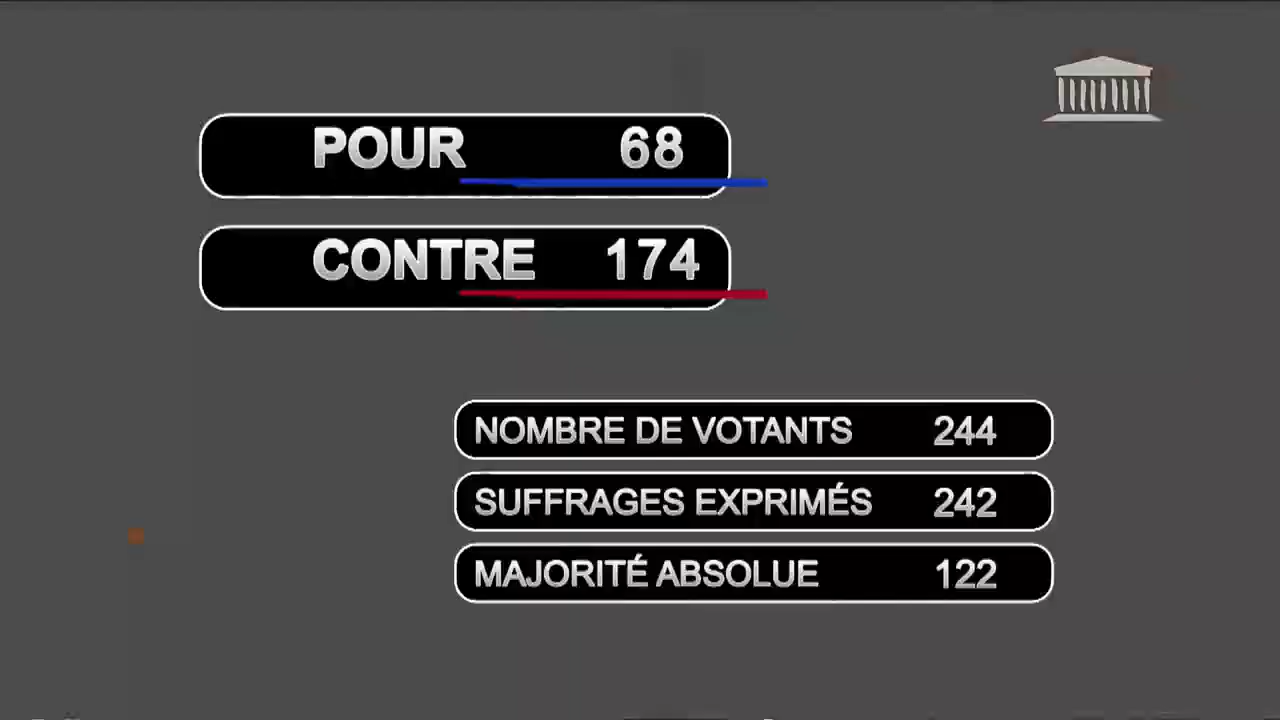 POUR 68
CONTRE 174
NOMBRE DE VOTANTS 244
SUFFRAGES EXPRIMÉS 242
MAJORITÉ ABSOLUE 122